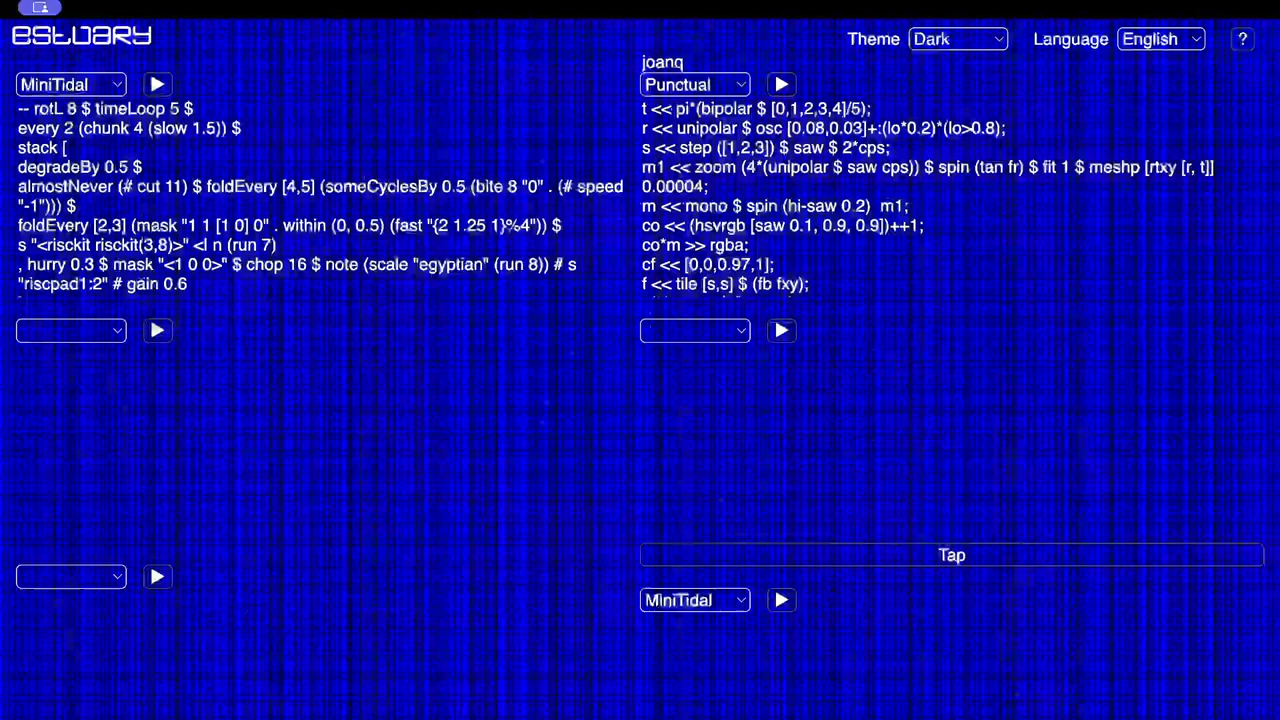 estuary
Theme Dark Language English ?
MiniTidal
-- rotL 8 $ timeLoop 5 $
every 2 (chunk 4 (slow 1.5)) $
stack [
degradeBy 0.5 $
almostNever (# cut 11) $ foldEvery [4,5] (someCyclesBy 0.5 (bite 8 "0" . (# speed
"-1"))) $
foldEvery [2,3] (mask "1 1 [1 0] 0" . within (0, 0.5) (fast "{2 1.25 1}%4")) $
s "<risckit risckit(3,8)>" <| n (run 7)
, hurry 0.3 $ mask "<1 0 0>" $ chop 16 $ note (scale "egyptian" (run 8)) # s
"riscpad1:2" # gain 0.6
joanq
Punctual
t << pi*(bipolar $ [0,1,2,3,4]/5);
r << unipolar $ osc [0.08,0.03]+:(lo*0.2)*(lo>0.8);
s << step ([1,2,3]) $ saw $ 2*cps;
m1 << zoom (4*(unipolar $ saw cps)) $ spin (tan fr) $ fit 1 $ meshp [rtxy [r, t]]
0.00004;
m << mono $ spin (hi-saw 0.2) m1;
co << (hsvrgb [saw 0.1, 0.9, 0.9])++1;
co*m >> rgba;
cf << [0,0,0.97,1];
f << tile [s,s] $ (fb fxy);
Tap
MiniTidal